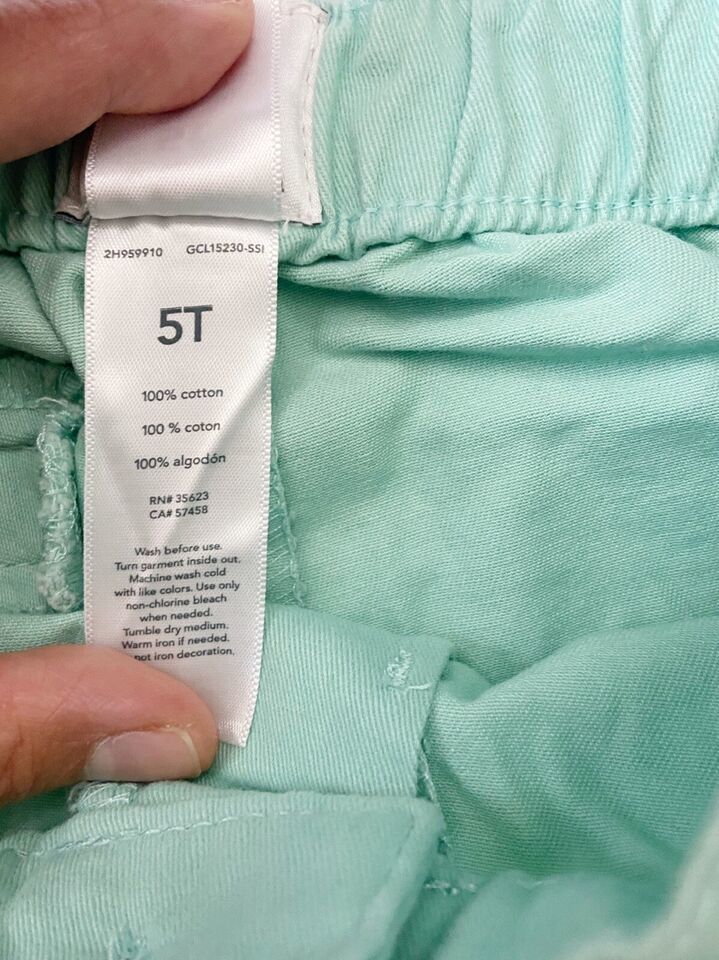 2H959910 GCL15230-SSI
5T
100% cotton
100 % coton
100% algodón
RN# 35623
CA# 57458
Wash before use.
Turn garment inside out.
Machine wash cold
with like colors. Use only
non-chlorine bleach
when needed.
Tumble dry medium.
Warm iron if needed.
not iron decoration.